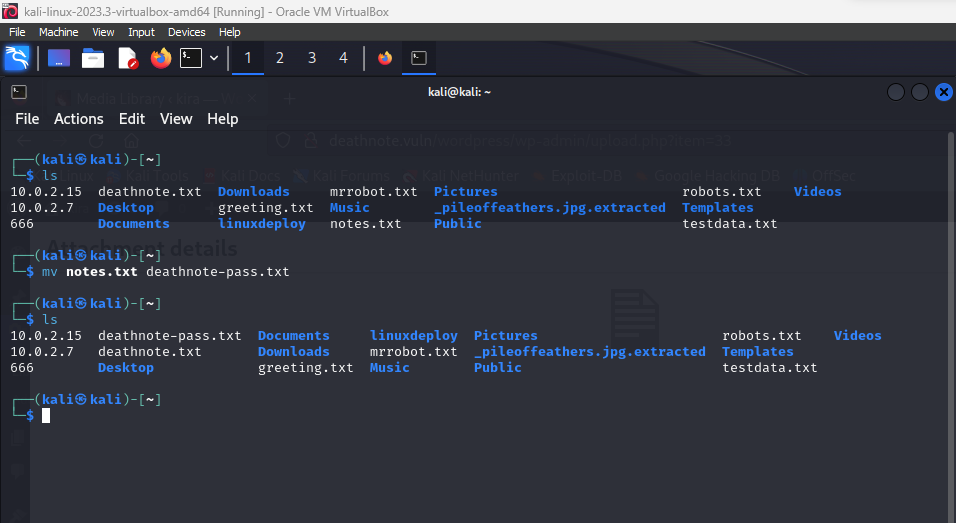 kali-linux-2023.3-virtualbox-amd64 [Running] - Oracle VM VirtualBox
File Machine View Input Devices Help
1 2 3 4
kali@kali: ~
File Actions Edit View Help
┌──(kali㉿kali)-[~]
└─$ ls
10.0.2.15 deathnote.txt Downloads mrrobot.txt Pictures robots.txt Videos
10.0.2.7 Desktop greeting.txt Music _pileoffeathers.jpg.extracted Templates
666 Documents linuxdeploy notes.txt Public testdata.txt
Attachment details
┌──(kali㉿kali)-[~]
└─$ mv notes.txt deathnote-pass.txt
┌──(kali㉿kali)-[~]
└─$ ls
10.0.2.15 deathnote-pass.txt Documents linuxdeploy Pictures robots.txt Videos
10.0.2.7 deathnote.txt Downloads mrrobot.txt _pileoffeathers.jpg.extracted Templates
666 Desktop greeting.txt Music Public testdata.txt
┌──(kali㉿kali)-[~]
└─$